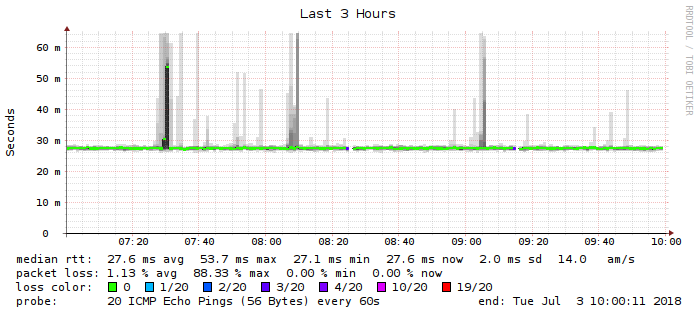 Last 3 Hours
RRDTOOL / TOBI OETIKER
Seconds
60 m
50 m
40 m
30 m
20 m
10 m
0
07:20 07:40 08:00 08:20 08:40 09:00 09:20 09:40 10:00
median rtt: 27.6 ms avg 53.7 ms max 27.1 ms min 27.6 ms now 2.0 ms sd 14.0 am/s
packet loss: 1.13 % avg 88.33 % max 0.00 % min 0.00 % now
loss color: 0 1/20 2/20 3/20 4/20 10/20 19/20
probe: 20 ICMP Echo Pings (56 Bytes) every 60s end: Tue Jul 3 10:00:11 2018